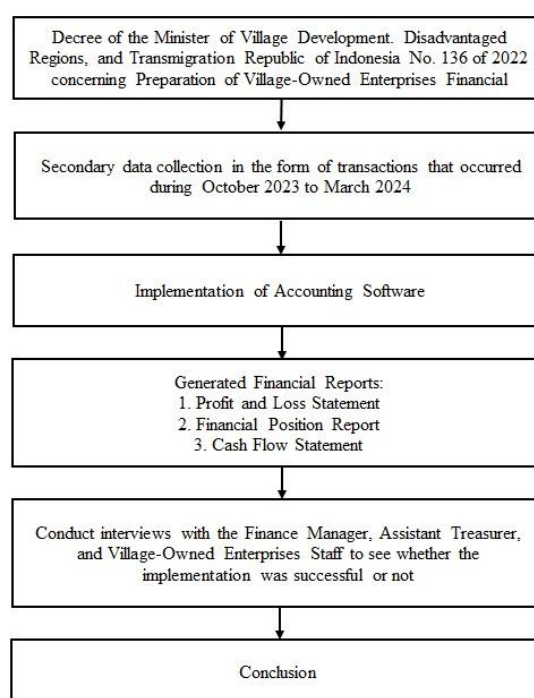 Decree of the Minister of Village Development. Disadvantaged
Regions, and Transmigration Republic of Indonesia No. 136 of 2022
concerning Preparation of Village-Owned Enterprises Financial
Secondary data collection in the form of transactions that occurred
during October 2023 to March 2024
Implementation of Accounting Software
Generated Financial Reports:
1. Profit and Loss Statement
2. Financial Position Report
3. Cash Flow Statement
Conduct interviews with the Finance Manager, Assistant Treasurer,
and Village-Owned Enterprises Staff to see whether the
implementation was successful or not
Conclusion